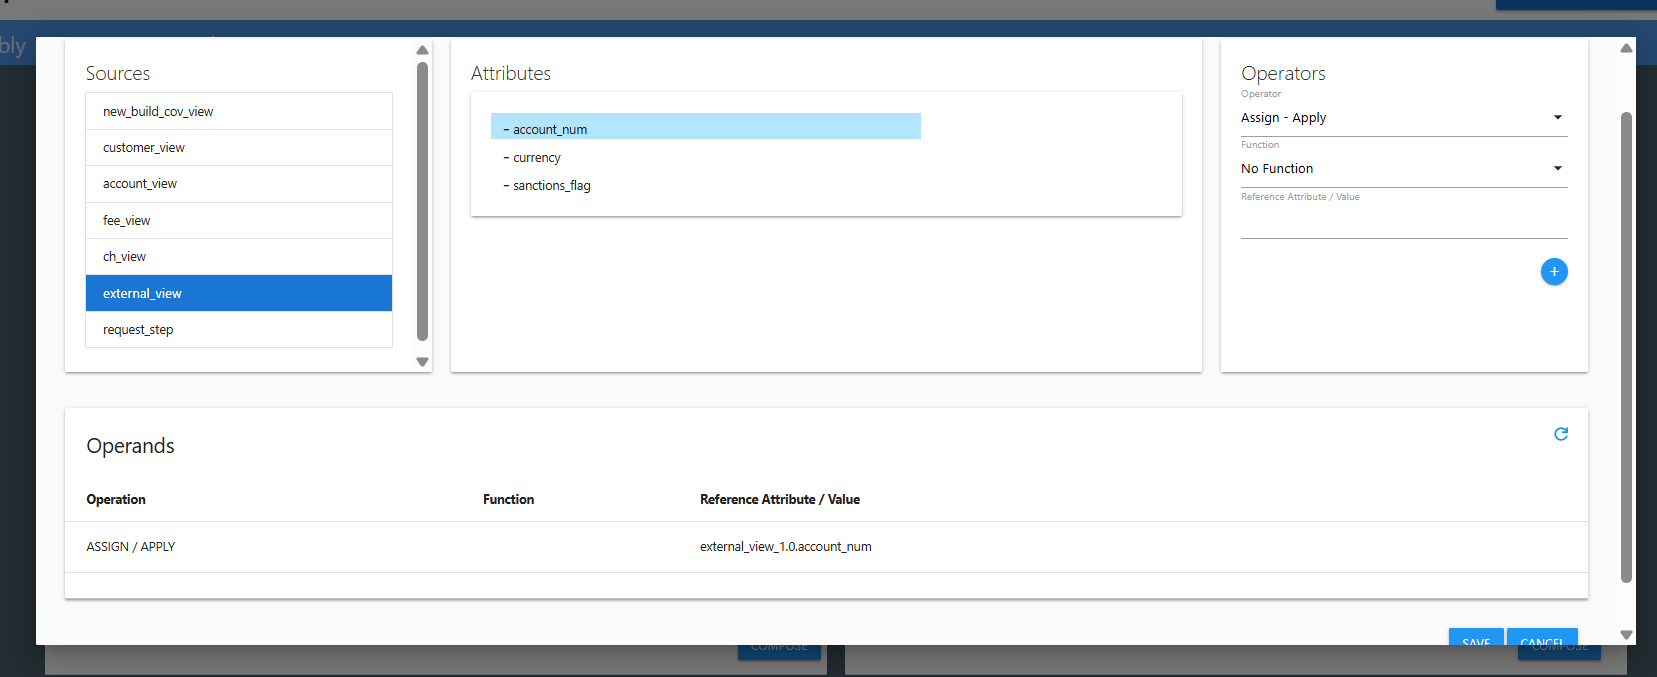 bly
Sources
new_build_cov_view
customer_view
account_view
fee_view
ch_view
external_view
request_step
Attributes
- account_num
- currency
- sanctions_flag
Operators
Operator
Assign - Apply
Function
No Function
Reference Attribute / Value
+
Operands
Operation Function Reference Attribute / Value
ASSIGN / APPLY external_view_1.0.account_num
SAVE CANCEL
COMPOSE COMPOSE